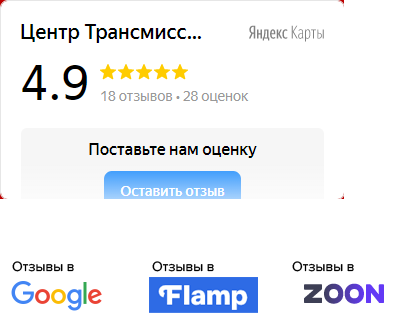 Центр Трансмисс...
Яндекс Карты
4.9
18 отзывов • 28 оценок
Поставьте нам оценку
Оставить отзыв
Отзывы в
Отзывы в
Отзывы в
Google
Flamp
ZOON